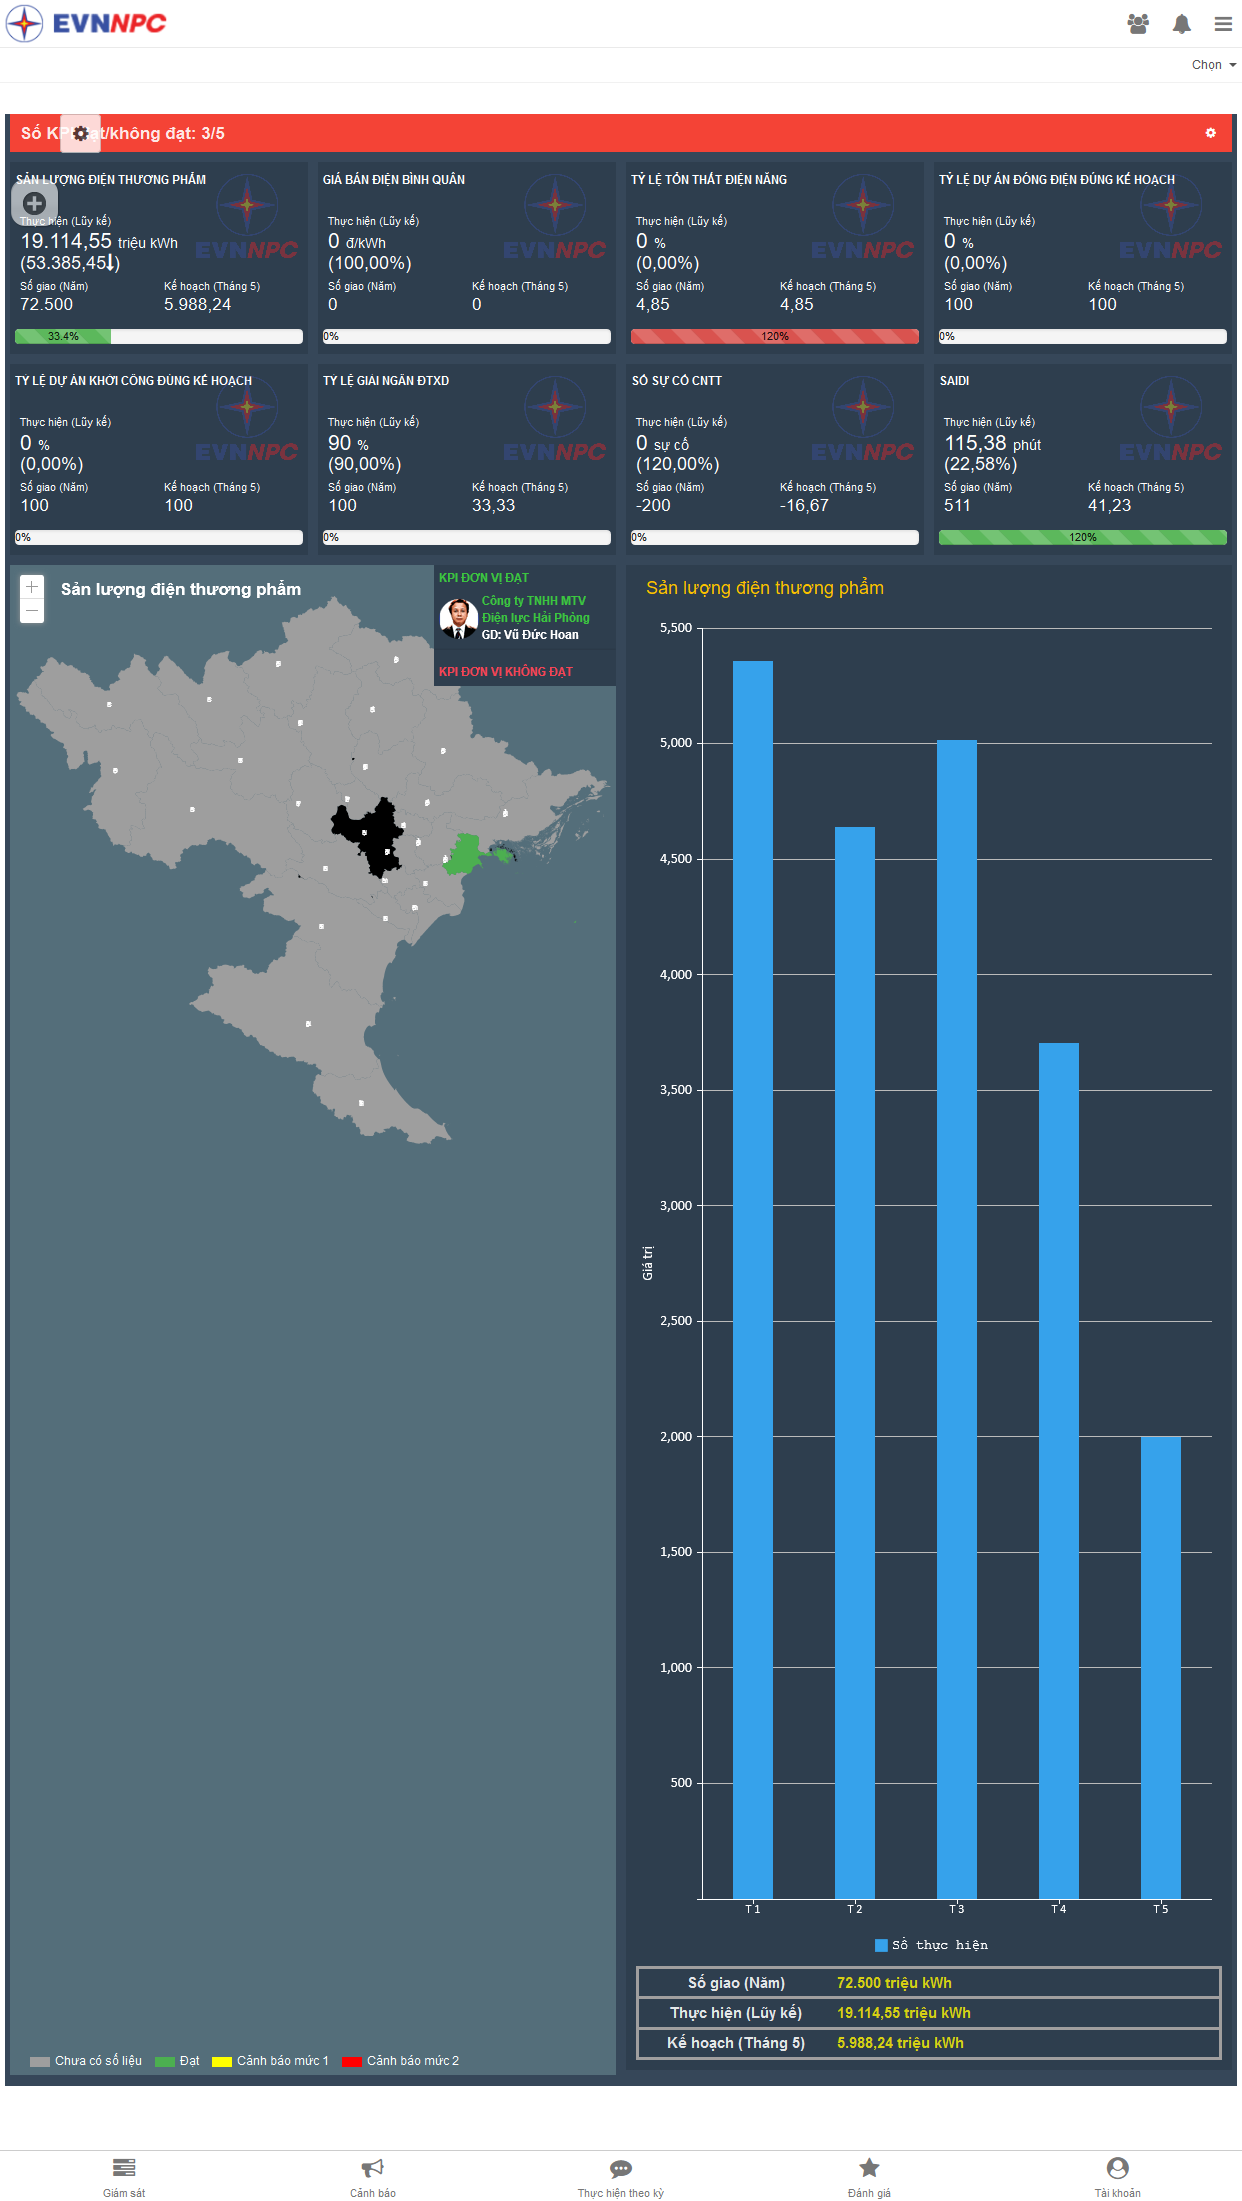 EVNNPC
Chọn
Số KPI đạt/không đạt: 3/5
SẢN LƯỢNG ĐIỆN THƯƠNG PHẨM
Thực hiện (Lũy kế)
19.114,55 triệu kWh
(53.385,45)
Số giao (Năm) Kế hoạch (Tháng 5)
72.500 5.988,24
33.4%
EVNNPC
GIÁ BÁN ĐIỆN BÌNH QUÂN
Thực hiện (Lũy kế)
0 đ/kWh
(100,00%)
Số giao (Năm) Kế hoạch (Tháng 5)
0 0
0%
EVNNPC
TỶ LỆ TỔN THẤT ĐIỆN NĂNG
Thực hiện (Lũy kế)
0 %
(0,00%)
Số giao (Năm) Kế hoạch (Tháng 5)
4,85 4,85
120%
EVNNPC
TỶ LỆ DỰ ÁN ĐÓNG ĐIỆN ĐÚNG KẾ HOẠCH
Thực hiện (Lũy kế)
0 %
(0,00%)
Số giao (Năm) Kế hoạch (Tháng 5)
100 100
0%
EVNNPC
TỶ LỆ DỰ ÁN KHỞI CÔNG ĐÚNG KẾ HOẠCH
Thực hiện (Lũy kế)
0 %
(0,00%)
Số giao (Năm) Kế hoạch (Tháng 5)
100 100
0%
EVNNPC
TỶ LỆ GIẢI NGÂN ĐTXD
Thực hiện (Lũy kế)
90 %
(90,00%)
Số giao (Năm) Kế hoạch (Tháng 5)
100 33,33
0%
EVNNPC
SỐ SỰ CỐ CNTT
Thực hiện (Lũy kế)
0 sự cố
(120,00%)
Số giao (Năm) Kế hoạch (Tháng 5)
-200 -16,67
0%
EVNNPC
SAIDI
Thực hiện (Lũy kế)
115,38 phút
(22,58%)
Số giao (Năm) Kế hoạch (Tháng 5)
511 41,23
120%
EVNNPC
Sản lượng điện thương phẩm
KPI ĐƠN VỊ ĐẠT
Công ty TNHH MTV
Điện lực Hải Phòng
GD: Vũ Đức Hoan
KPI ĐƠN VỊ KHÔNG ĐẠT
Chưa có số liệu Đạt Cảnh báo mức 1 Cảnh báo mức 2
Sản lượng điện thương phẩm
5,500
5,000
4,500
4,000
3,500
3,000
Giá trị
2,500
2,000
1,500
1,000
500
T1 T2 T3 T4 T5
Số thực hiện
Số giao (Năm) 72.500 triệu kWh
Thực hiện (Lũy kế) 19.114,55 triệu kWh
Kế hoạch (Tháng 5) 5.988,24 triệu kWh
Giám sát Cảnh báo Thực hiện theo kỳ Đánh giá Tài khoản